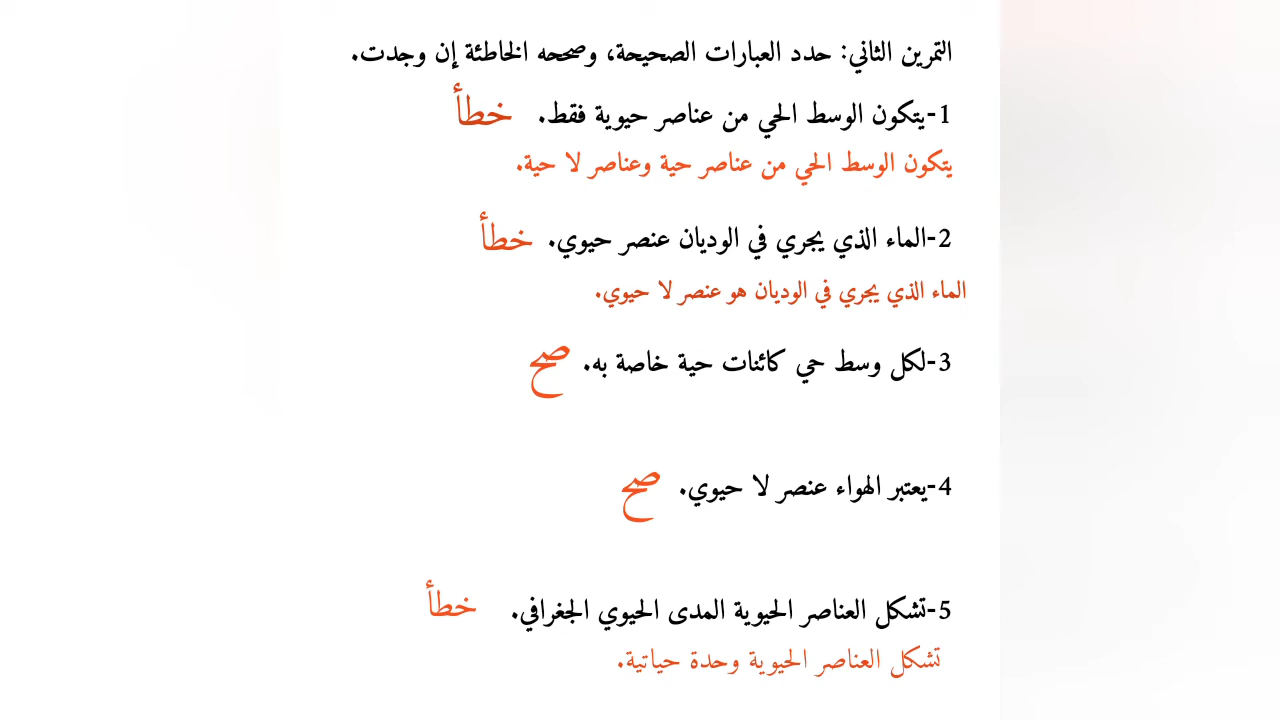 التمرين الثاني: حدد العبارات الصحيحة، وصححه الخاطئة إن وجدت.
1-يتكون الوسط الحي من عناصر حيوية فقط. خطأ
يتكون الوسط الحي من عناصر حية وعناصر لا حية.
2-الماء الذي يجري في الوديان عنصر حيوي. خطأ
الماء الذي يجري في الوديان هو عنصر لا حيوي.
3-لكل وسط حي كائنات حية خاصة به. صح
4-يعتبر الهواء عنصر لا حيوي. صح
5-تشكل العناصر الحيوية المدى الحيوي الجغرافي. خطأ
تشكل العناصر الحيوية وحدة حياتية.